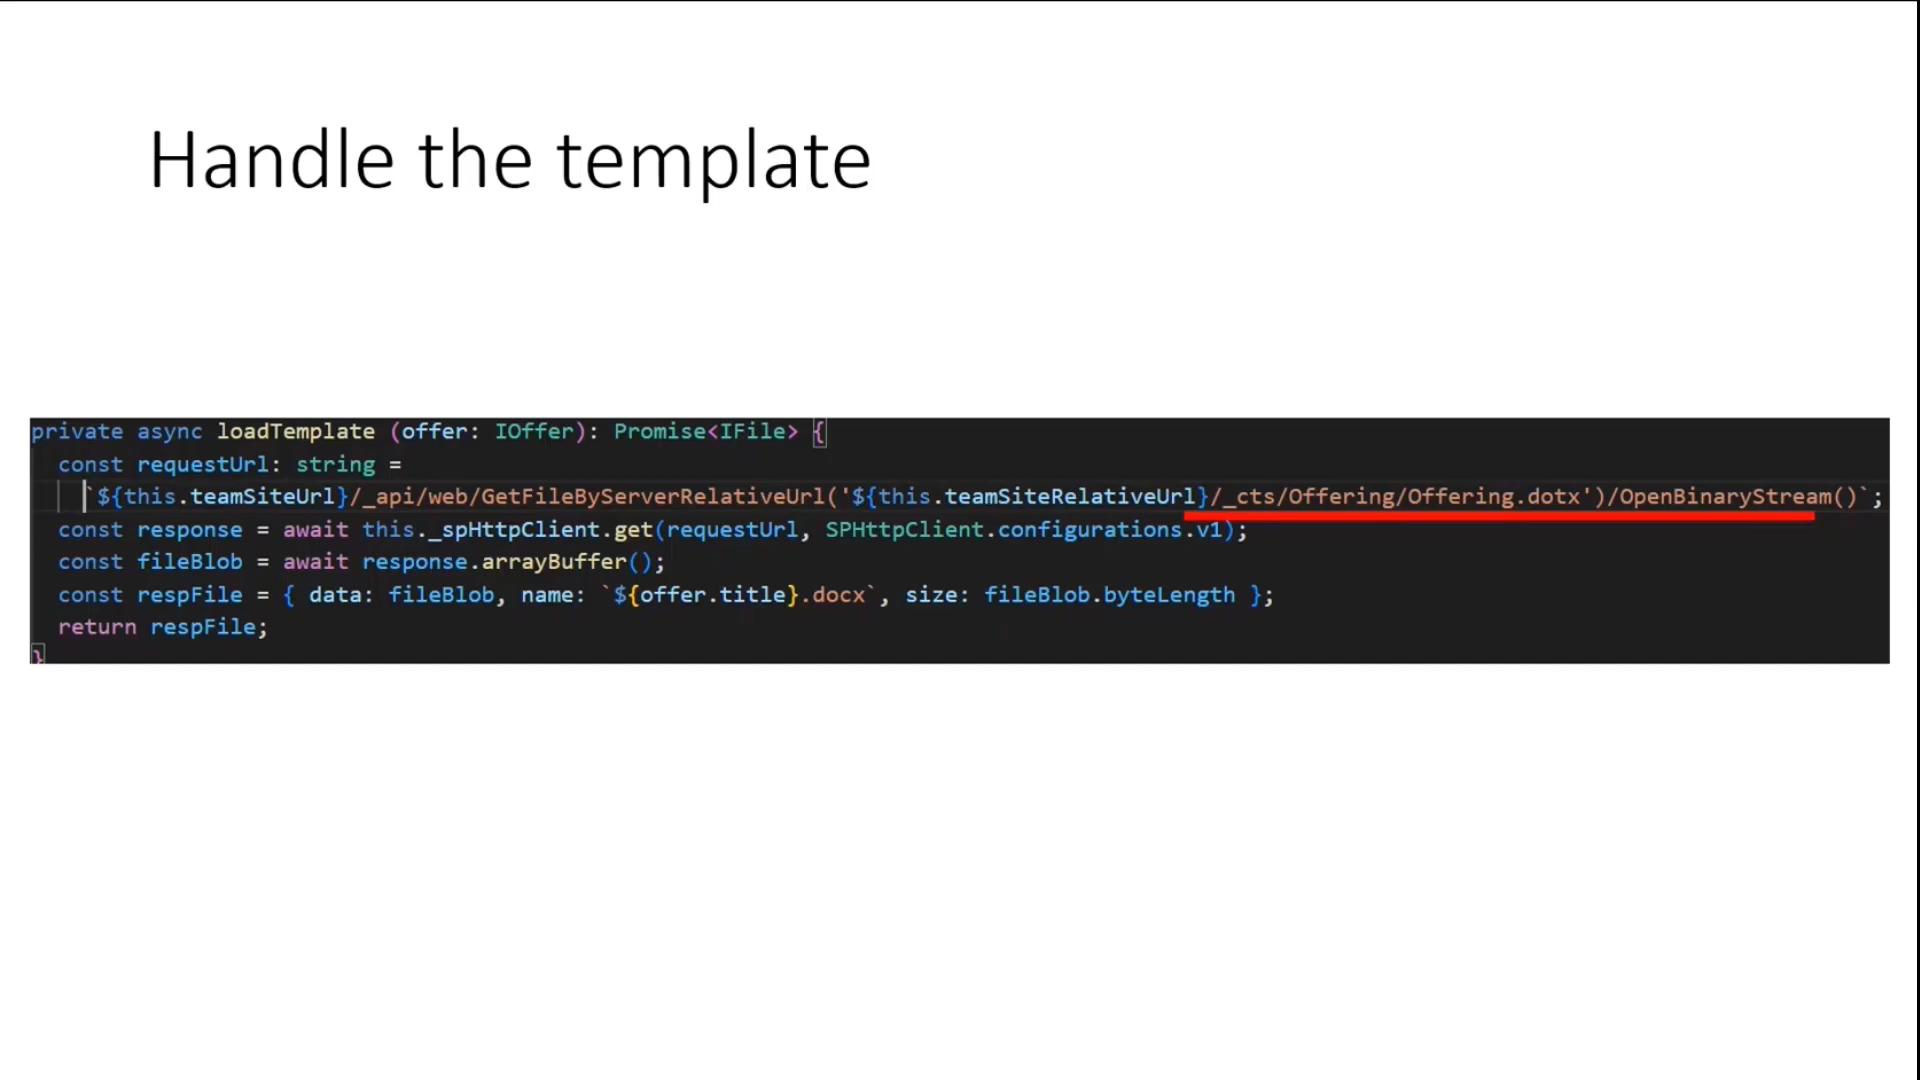 Handle the template
private async loadTemplate (offer: IOffer): Promise<IFile> {
const requestUrl: string =
`${this.teamSiteUrl}/_api/web/GetFileByServerRelativeUrl('${this.teamSiteRelativeUrl}/_cts/Offering/Offering.dotx')/OpenBinaryStream()`;
const response = await this._spHttpClient.get(requestUrl, SPHttpClient.configurations.v1);
const fileBlob = await response.arrayBuffer();
const respFile = { data: fileBlob, name: `${offer.title}.docx`, size: fileBlob.byteLength };
return respFile;
}